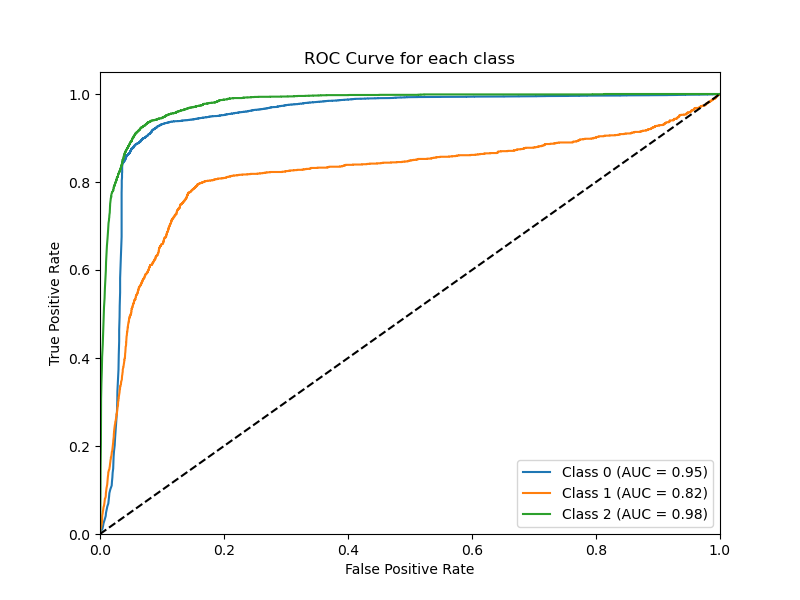 ROC Curve for each class
True Positive Rate
1.0
0.8
0.6
0.4
0.2
0.0
0.0 0.2 0.4 0.6 0.8 1.0
False Positive Rate
Class 0 (AUC = 0.95)
Class 1 (AUC = 0.82)
Class 2 (AUC = 0.98)